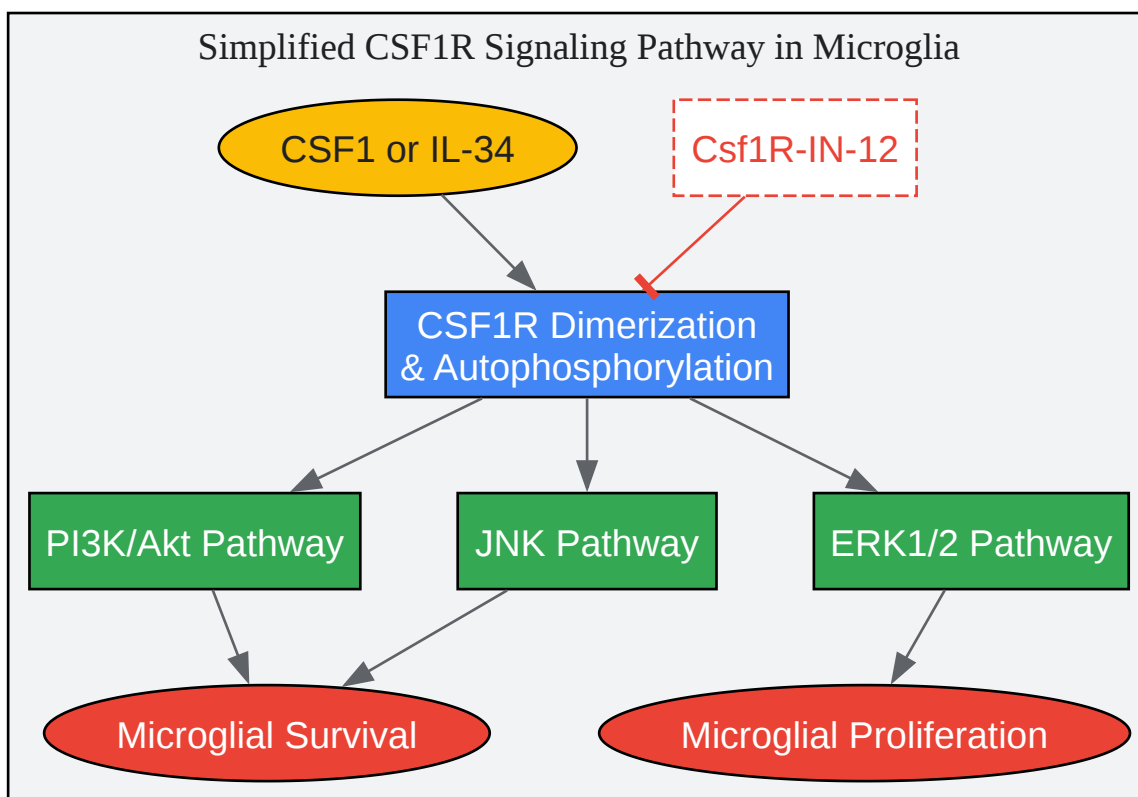 Simplified CSF1R Signaling Pathway in Microglia
CSF1 or IL-34
Csf1R-IN-12
CSF1R Dimerization
& Autophosphorylation
PI3K/Akt Pathway
JNK Pathway
ERK1/2 Pathway
Microglial Survival
Microglial Proliferation